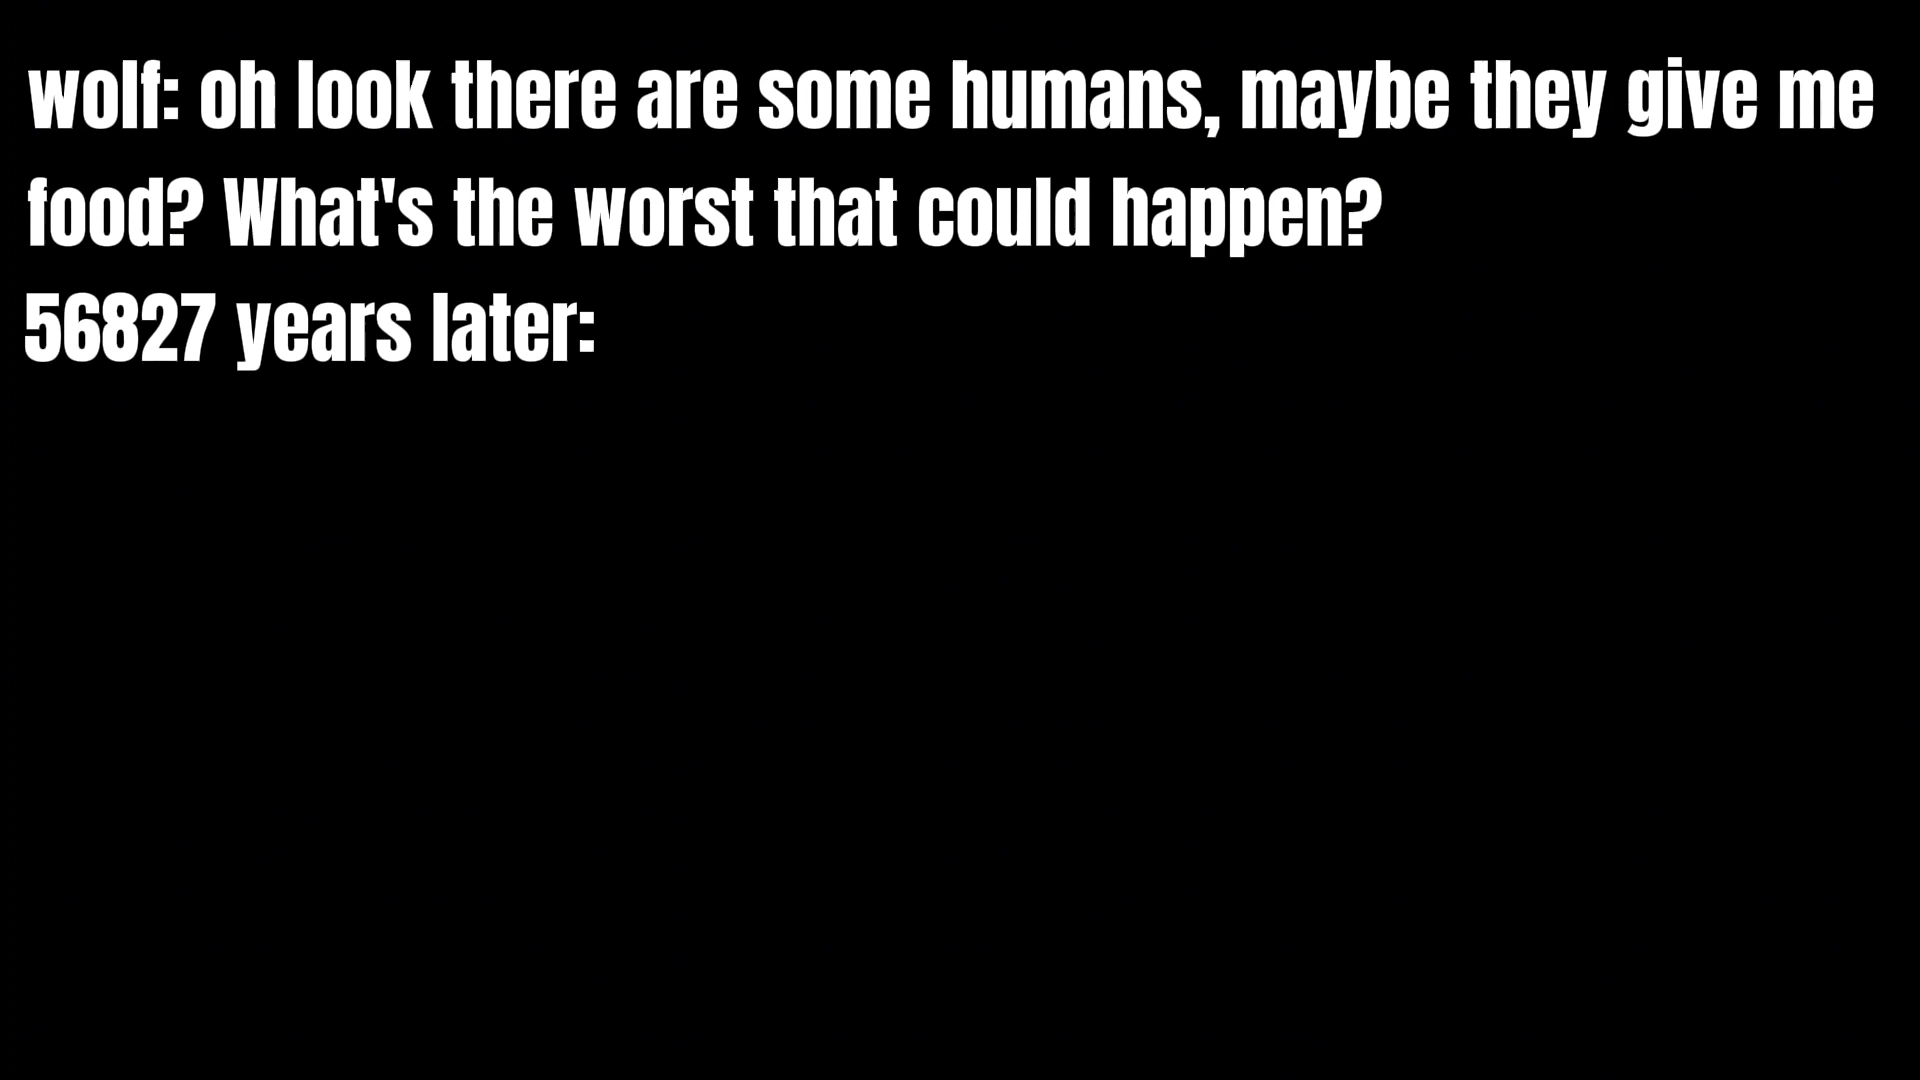 wolf: oh look there are some humans, maybe they give me
food? What's the worst that could happen?
56827 years later: